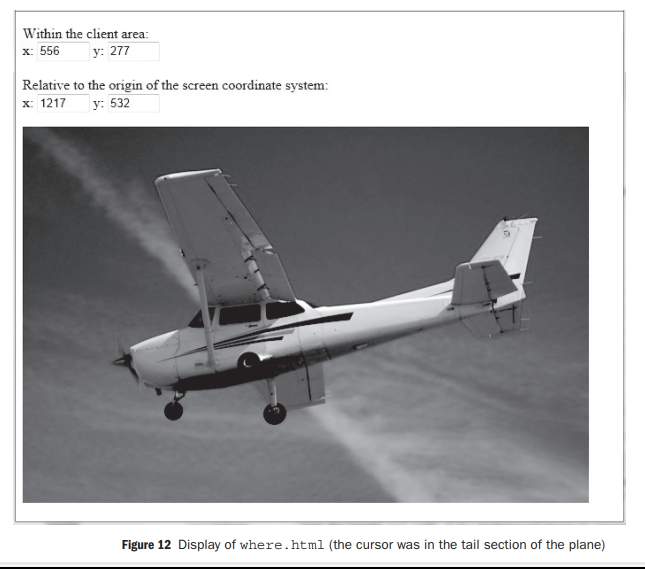 Within the client area:
x: 556 y: 277
Relative to the origin of the screen coordinate system:
x: 1217 y: 532
Figure 12 Display of where.html (the cursor was in the tail section of the plane)